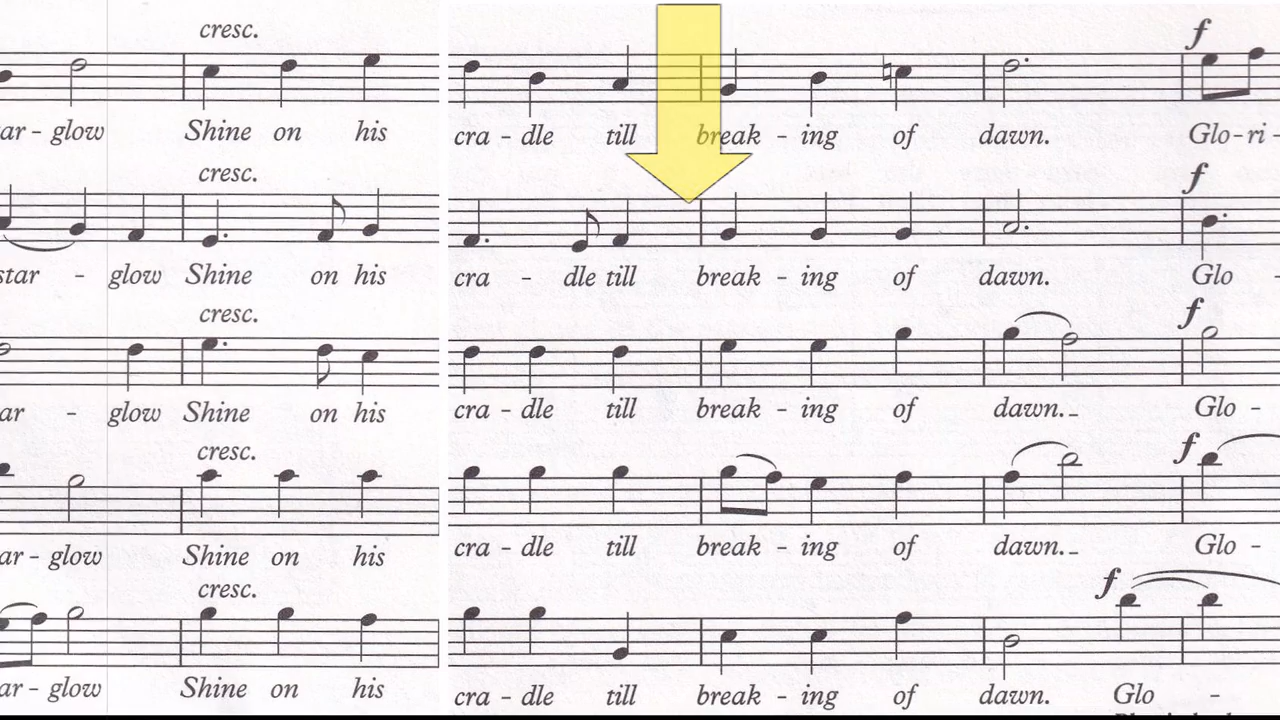 cresc.
f
ar - glow Shine on his cra - dle till break - ing of dawn. Glo - ri -
cresc.
f
star - glow Shine on his cra - dle till break - ing of dawn. Glo -
cresc.
f
ar - glow Shine on his cra - dle till break - ing of dawn._ Glo -
cresc.
f
ar - glow Shine on his cra - dle till break - ing of dawn._ Glo -
cresc.
f
ar - glow Shine on his cra - dle till break - ing of dawn. Glo -